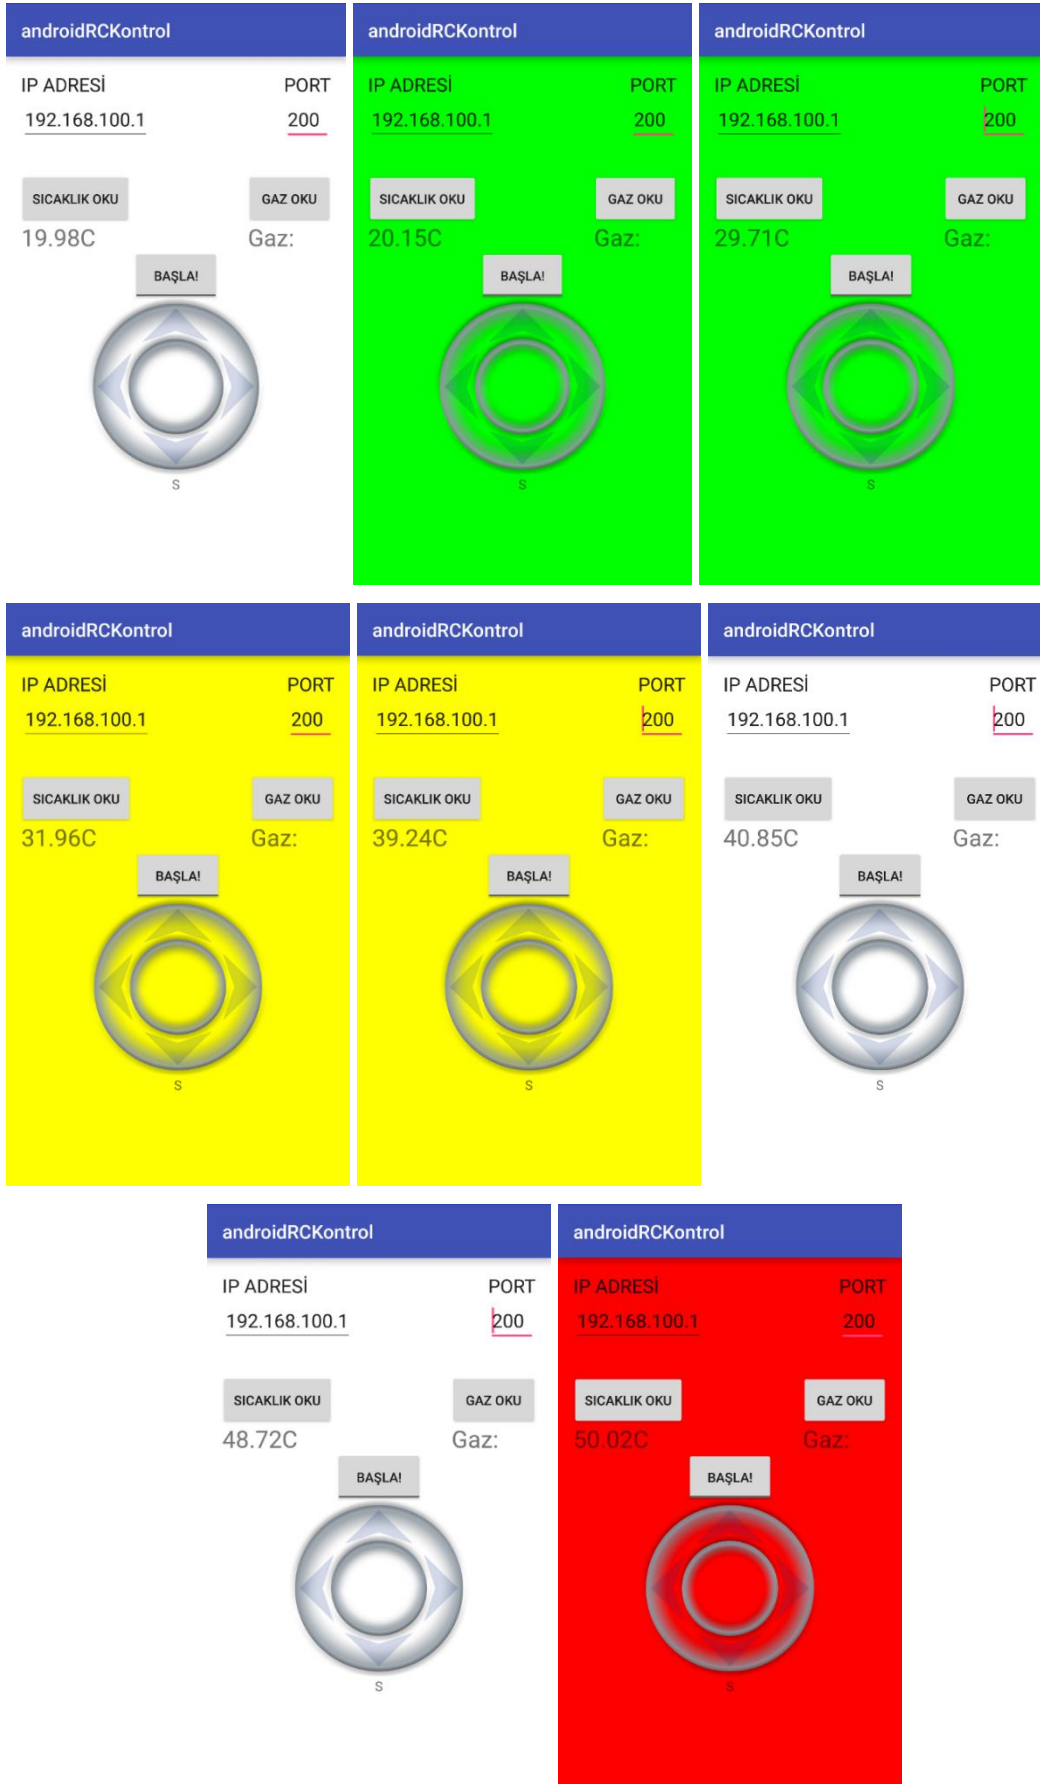 androidRCKontrol
IP ADRESİ PORT
192.168.100.1 200
SICAKLIK OKU GAZ OKU
19.98C Gaz:
BAŞLA!
S
androidRCKontrol
IP ADRESİ PORT
192.168.100.1 200
SICAKLIK OKU GAZ OKU
20.15C Gaz:
BAŞLA!
S
androidRCKontrol
IP ADRESİ PORT
192.168.100.1 200
SICAKLIK OKU GAZ OKU
29.71C Gaz:
BAŞLA!
S
androidRCKontrol
IP ADRESİ PORT
192.168.100.1 200
SICAKLIK OKU GAZ OKU
31.96C Gaz:
BAŞLA!
S
androidRCKontrol
IP ADRESİ PORT
192.168.100.1 200
SICAKLIK OKU GAZ OKU
39.24C Gaz:
BAŞLA!
S
androidRCKontrol
IP ADRESİ PORT
192.168.100.1 200
SICAKLIK OKU GAZ OKU
40.85C Gaz:
BAŞLA!
S
androidRCKontrol
IP ADRESİ PORT
192.168.100.1 200
SICAKLIK OKU GAZ OKU
48.72C Gaz:
BAŞLA!
S
androidRCKontrol
IP ADRESİ PORT
192.168.100.1 200
SICAKLIK OKU GAZ OKU
50.02C Gaz:
BAŞLA!
S